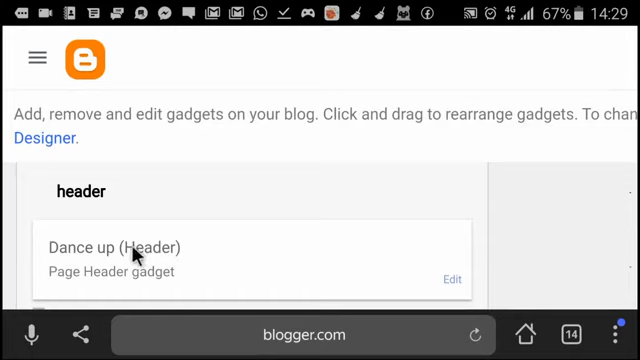 4G
67%
14:29
Add, remove and edit gadgets on your blog. Click and drag to rearrange gadgets. To chan
Designer.
header
Dance up (Header)
Page Header gadget
Edit
blogger.com
14